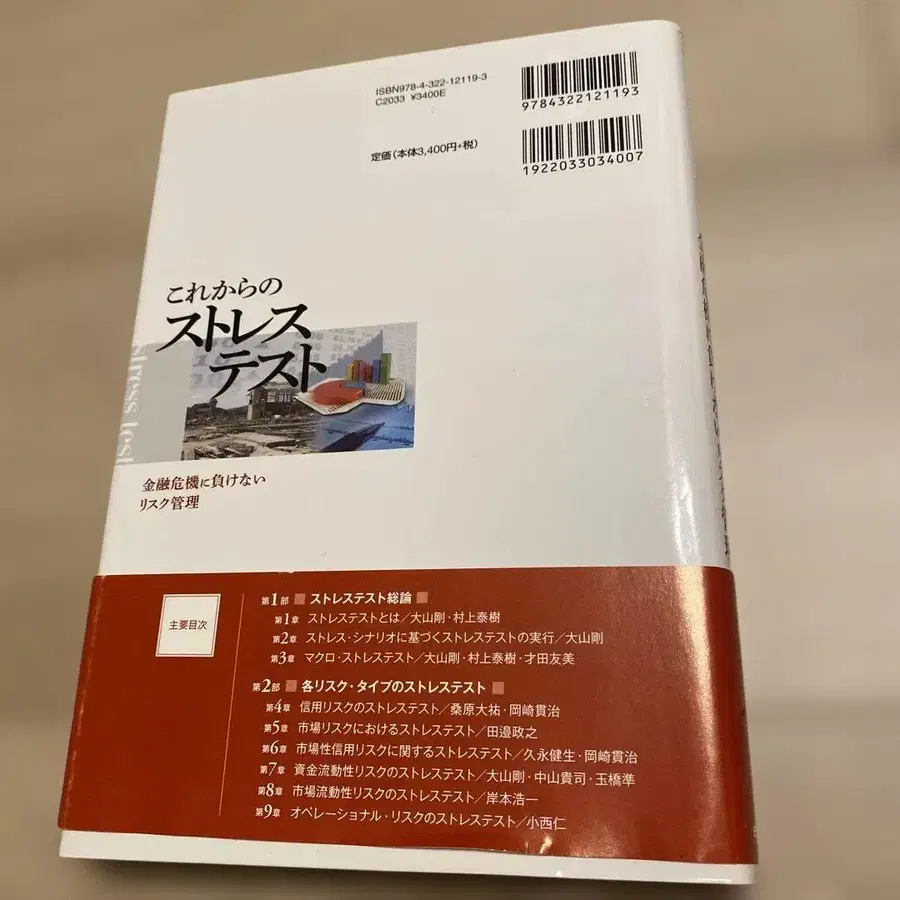 ISBN978-4-322-12119-3
C2033 ¥3400E
定価(本体3,400円+税)
9784322121193
1922033034007
これからの
ストレス
テスト
stress test
金融危機に負けない
リスク管理
主要目次
第1部 ■ ストレステスト総論 ■
第1章 ストレステストとは/大山剛・村上泰樹
第2章 ストレス・シナリオに基づくストレステストの実行/大山剛
第3章 マクロ・ストレステスト/大山剛・村上泰樹・才田友美
第2部 ■ 各リスク・タイプのストレステスト ■
第4章 信用リスクのストレステスト/桑原大祐・岡崎貫治
第5章 市場リスクにおけるストレステスト/田邉政之
第6章 市場性信用リスクに関するストレステスト/久永健生・岡崎貫治
第7章 資金流動性リスクのストレステスト/大山剛・中山貴司・玉橋準
第8章 市場流動性リスクのストレステスト/岸本浩一
第9章 オペレーショナル・リスクのストレステスト/小西仁